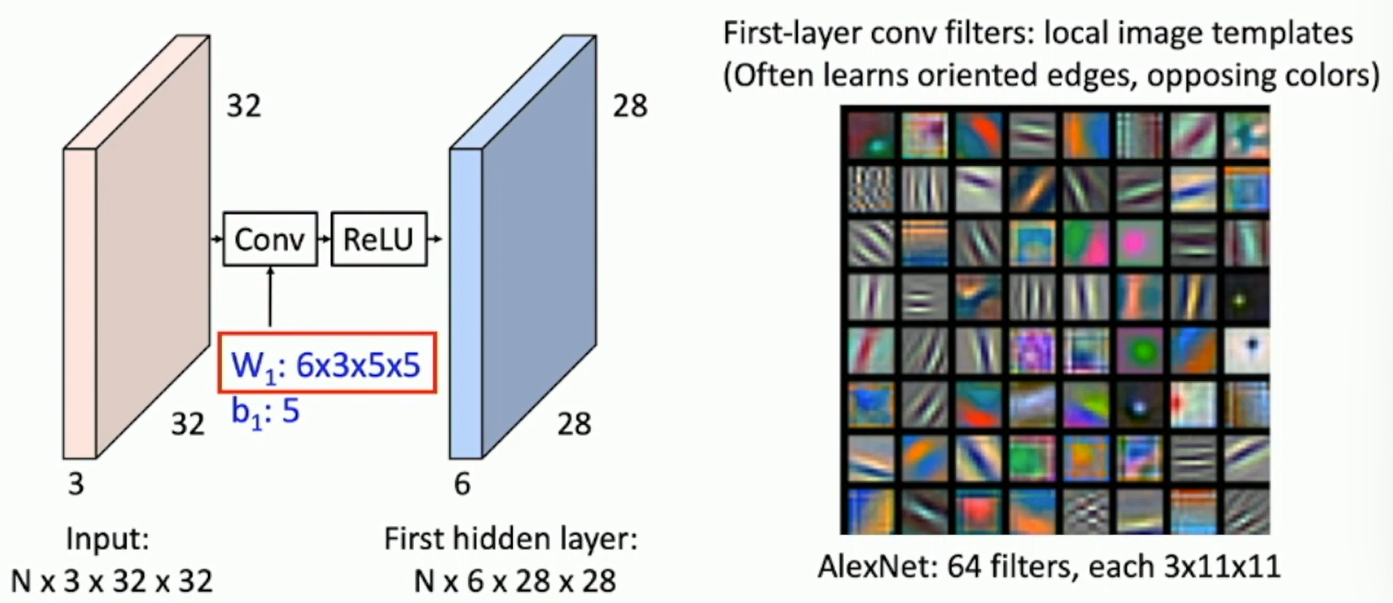 First-layer conv filters: local image templates
(Often learns oriented edges, opposing colors)
32
28
Conv
ReLU
W₁: 6x3x5x5
b₁: 5
32
28
3
6
Input:
N x 3 x 32 x 32
First hidden layer:
N x 6 x 28 x 28
AlexNet: 64 filters, each 3x11x11